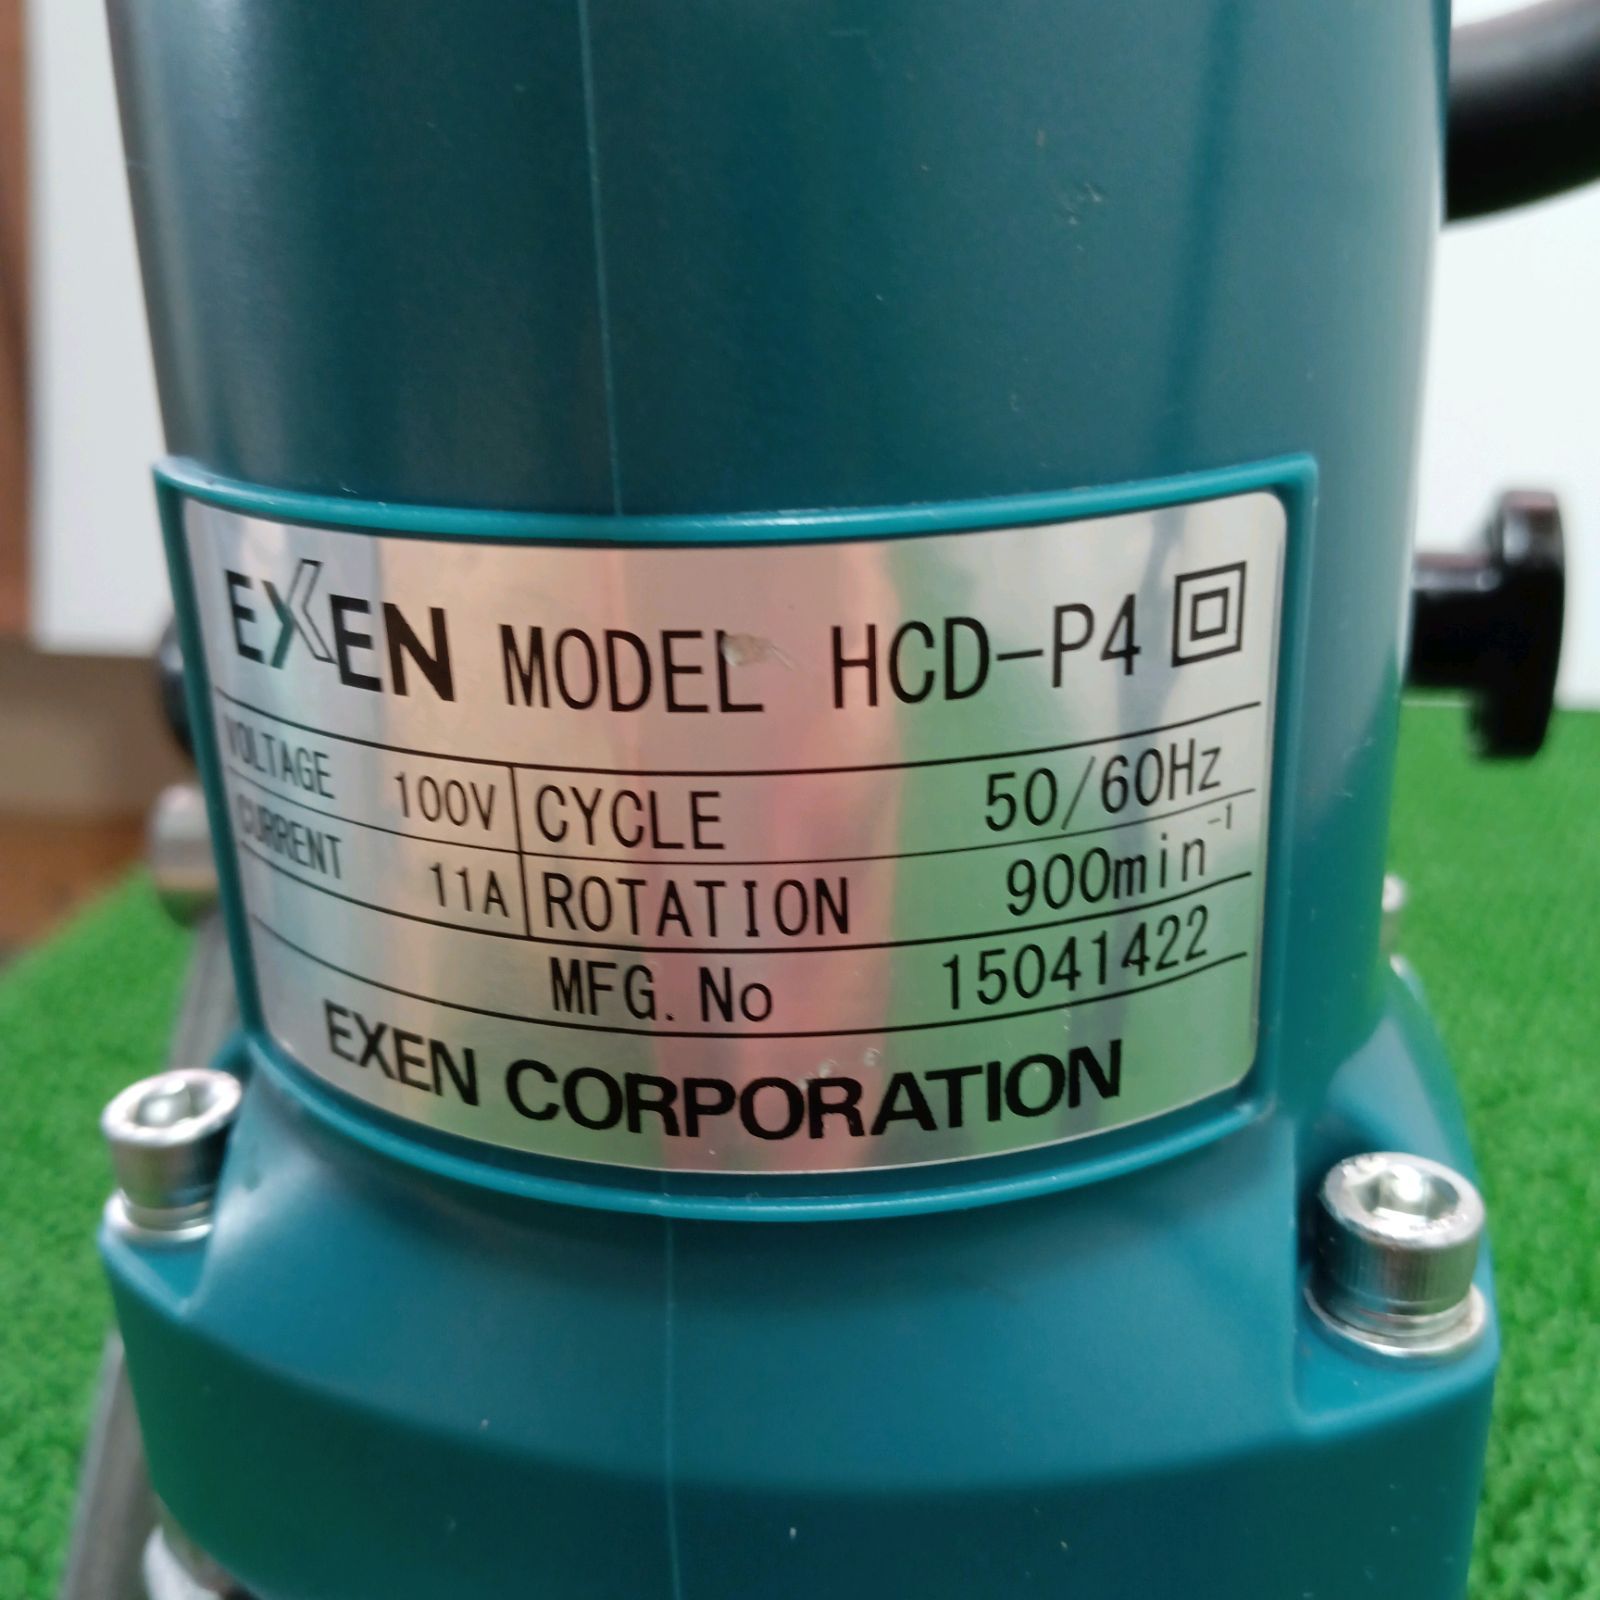 EXEN MODEL HCD-P4
VOLTAGE 100V CYCLE 50/60Hz
CURRENT 11A ROTATION 900min⁻¹
MFG. No 15041422
EXEN CORPORATION